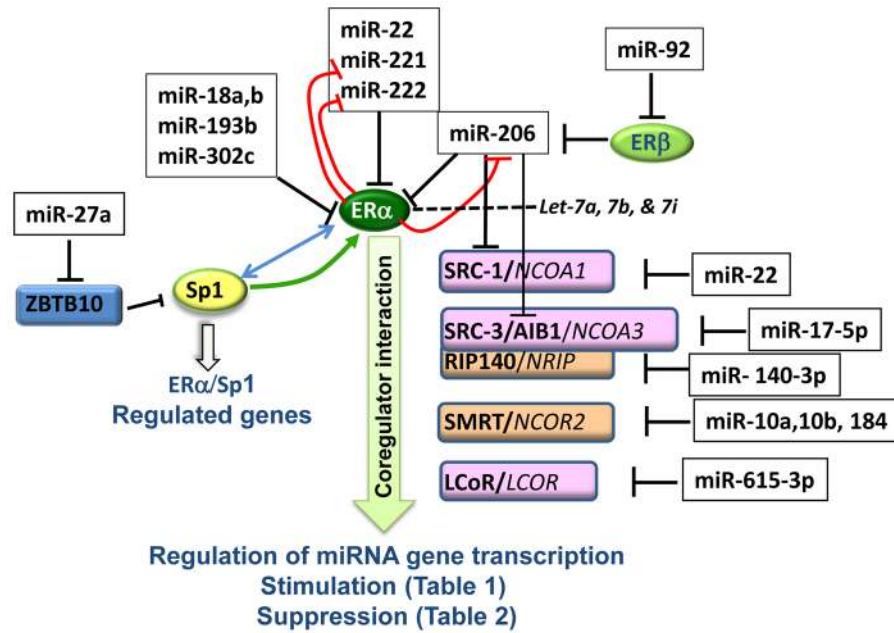 miR-22
miR-221
miR-222
miR-92
miR-18a,b
miR-193b
miR-302c
miR-206
ERβ
miR-27a
ERα
Let-7a, 7b, & 7i
ZBTB10
Sp1
SRC-1/NCOA1
miR-22
SRC-3/AIB1/NCOA3
miR-17-5p
RIP140/NRIP
miR- 140-3p
ERα/Sp1
Regulated genes
Coregulator interaction
SMRT/NCOR2
miR-10a,10b, 184
LCoR/LCOR
miR-615-3p
Regulation of miRNA gene transcription
Stimulation (Table 1)
Suppression (Table 2)